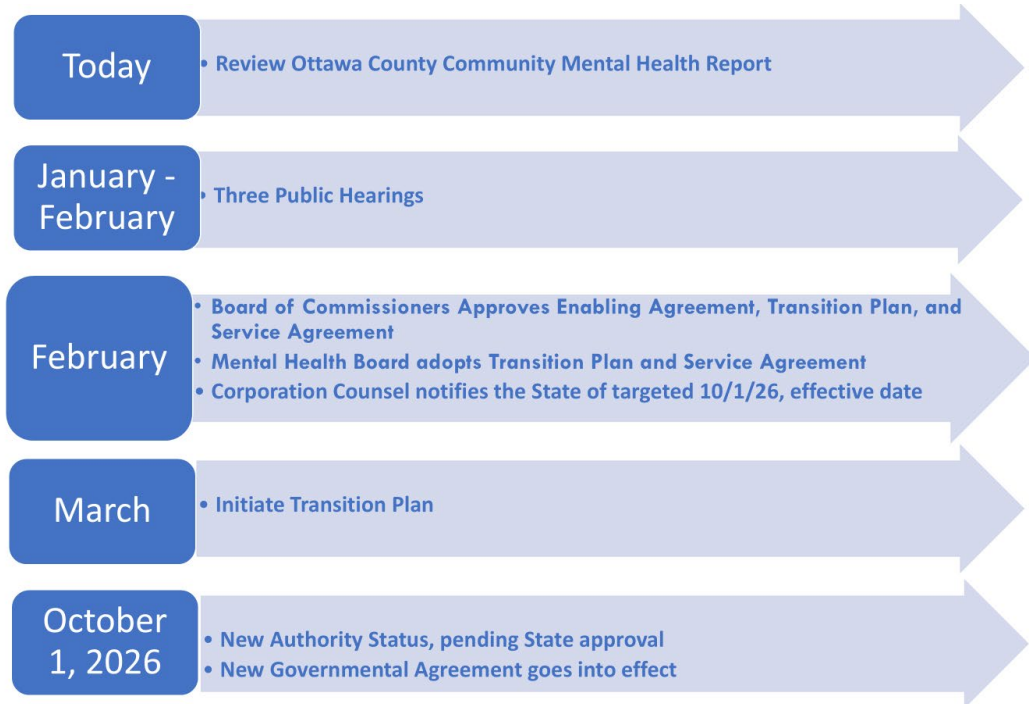 Today
• Review Ottawa County Community Mental Health Report
January -
February
• Three Public Hearings
February
• Board of Commissioners Approves Enabling Agreement, Transition Plan, and
Service Agreement
• Mental Health Board adopts Transition Plan and Service Agreement
• Corporation Counsel notifies the State of targeted 10/1/26, effective date
March
• Initiate Transition Plan
October
1, 2026
• New Authority Status, pending State approval
• New Governmental Agreement goes into effect